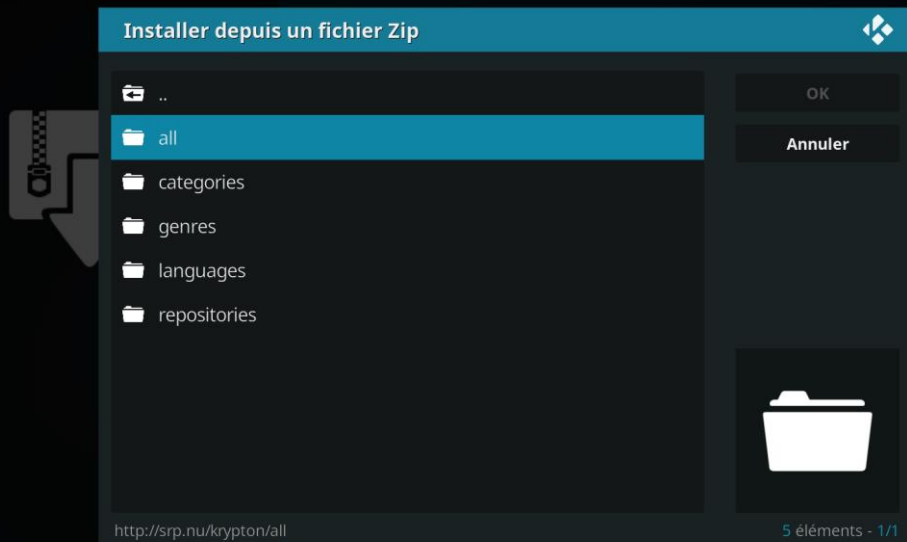 Installer depuis un fichier Zip
..
OK
all
Annuler
categories
genres
languages
repositories
http://srp.nu/krypton/all
5 éléments - 1/1